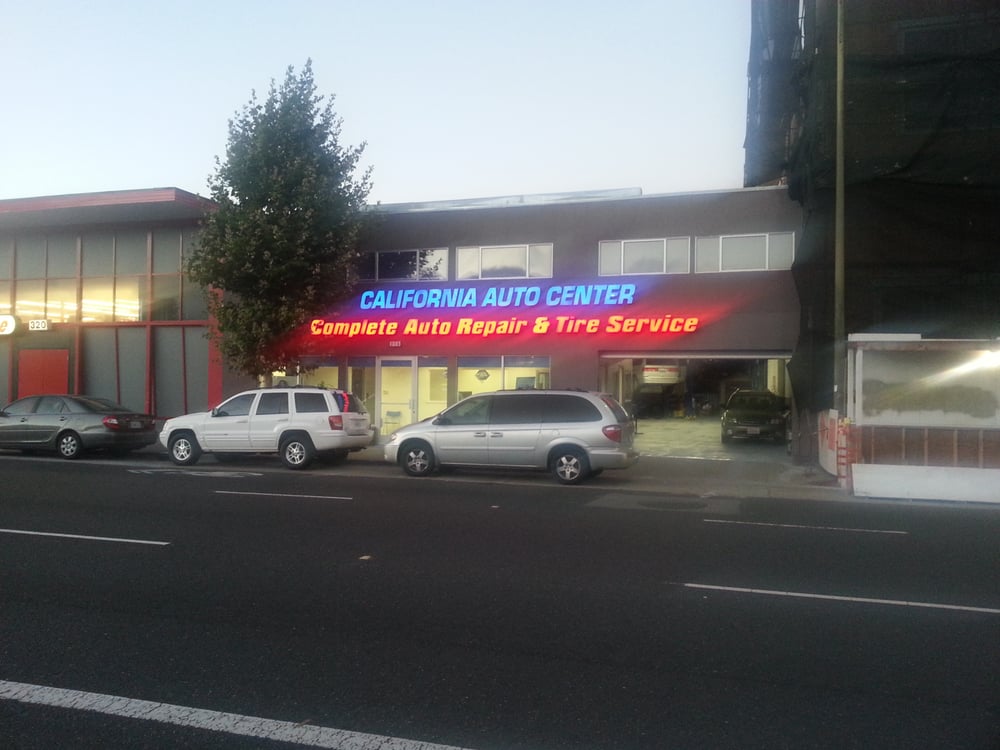 CALIFORNIA AUTO CENTER
Complete Auto Repair & Tire Service
320